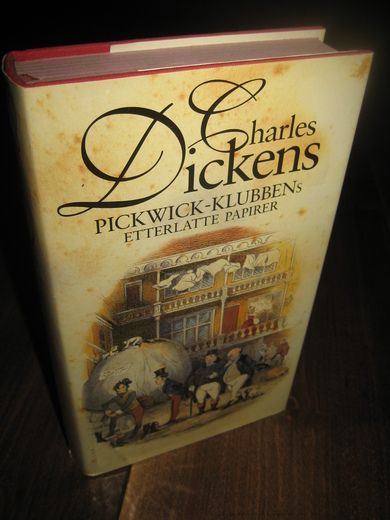 Charles
Dickens
PICKWICK-KLUBBENs
ETTERLATTE PAPIRER